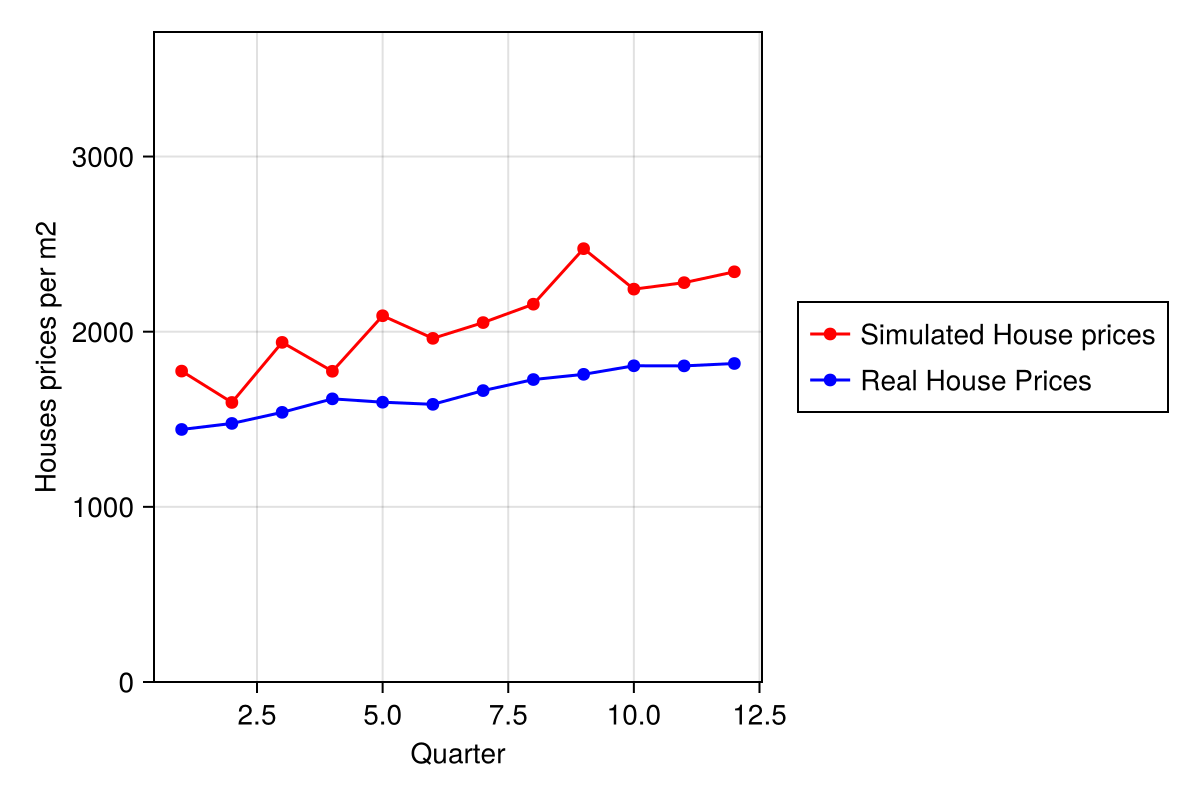 Houses prices per m2
3000
2000
1000
0
2.5 5.0 7.5 10.0 12.5
Quarter
Simulated House prices
Real House Prices